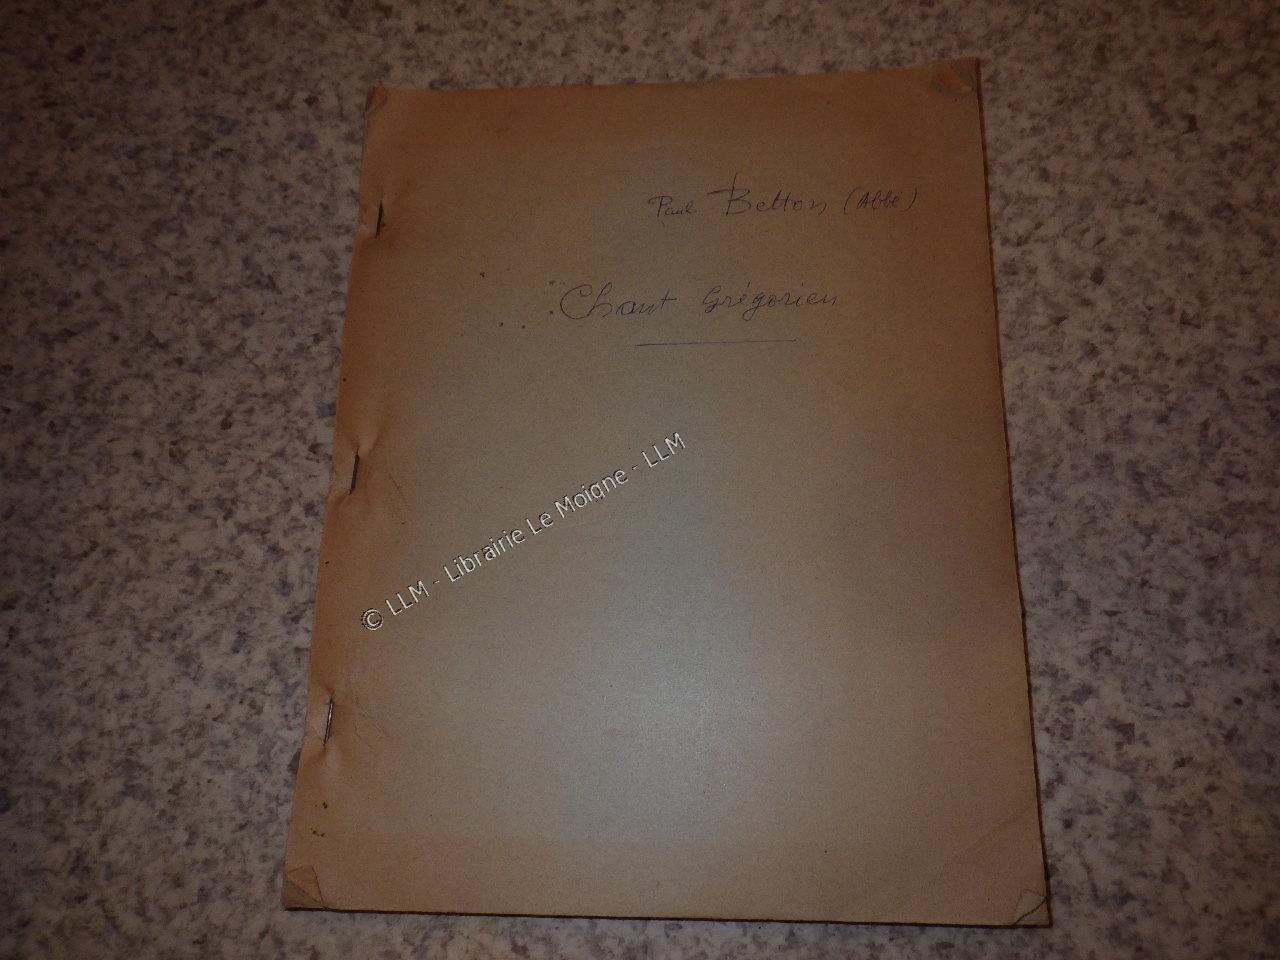 Paul Betton (Abbé)
Chant Grégorien
© LLM - Librairie Le Moigne - LLM